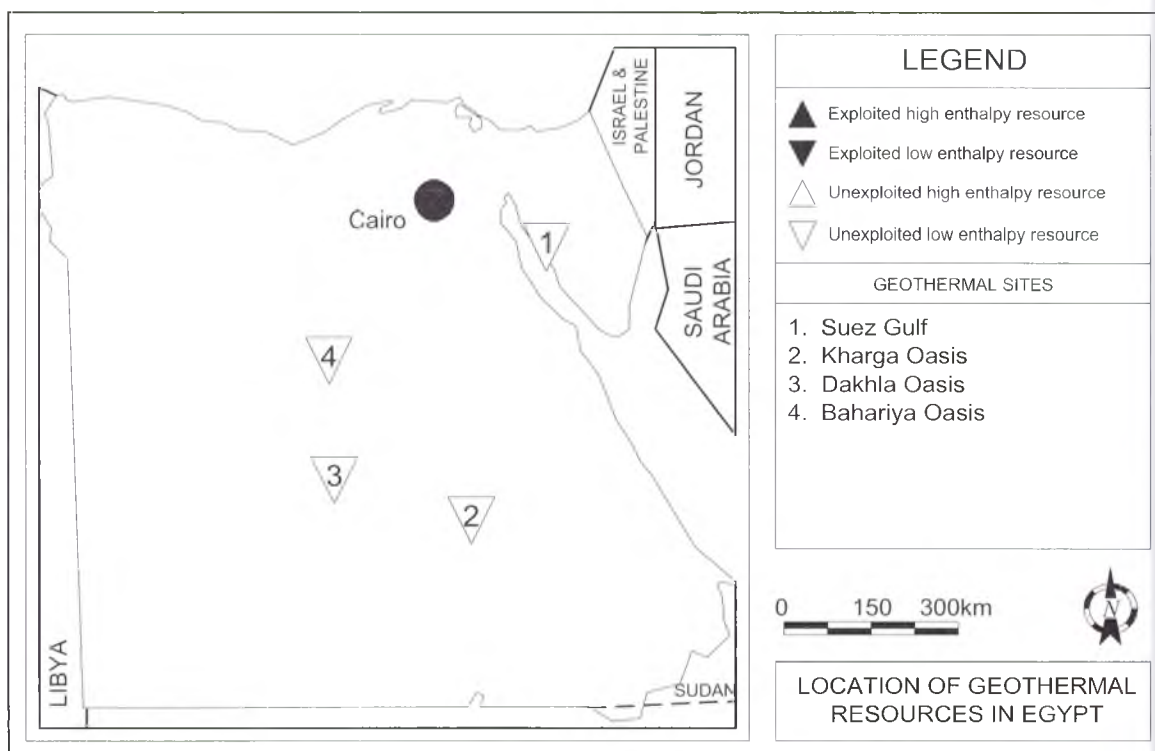 ISRAEL &
PALESTINE
JORDAN
SAUDI
ARABIA
Cairo
1
4
3
2
LIBYA
SUDAN
LEGEND
Exploited high enthalpy resource
Exploited low enthalpy resource
Unexploited high enthalpy resource
Unexploited low enthalpy resource
GEOTHERMAL SITES
1. Suez Gulf
2. Kharga Oasis
3. Dakhla Oasis
4. Bahariya Oasis
0 150 300km
N
LOCATION OF GEOTHERMAL
RESOURCES IN EGYPT